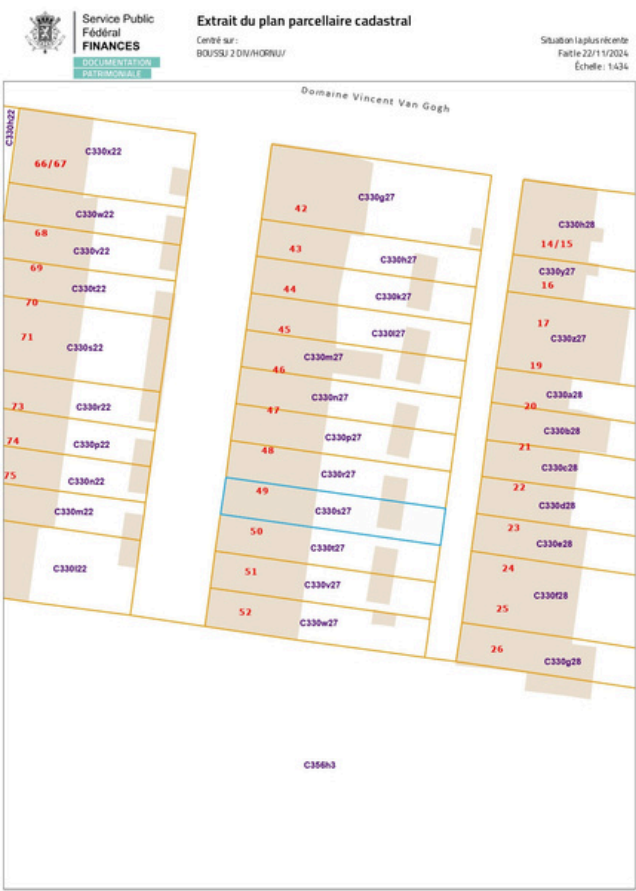 Service Public
Fédéral
FINANCES
DOCUMENTATION
PATRIMONIALE
Extrait du plan parcellaire cadastral
Centré sur :
BOUSSU 2 DIV/HORNU/
Situation la plus récente
Fait le 22/11/2024
Échelle : 1:434
Domaine Vincent Van Gogh
C330h22
C330x22
66/67
C330w22
68
C330v22
69
C330t22
70
71
C330s22
73
C330r22
74
C330p22
75
C330n22
C330m22
C330l22
42
C330g27
43
C330h27
44
C330k27
45
C330l27
C330m27
46
C330n27
47
C330p27
48
C330r27
49
C330s27
50
C330t27
51
C330v27
52
C330w27
C330h28
14/15
C330y27
16
17
C330z27
19
C330a28
20
C330b28
21
C330c28
22
C330d28
23
C330e28
24
C330f28
25
26
C330g28
C356h3